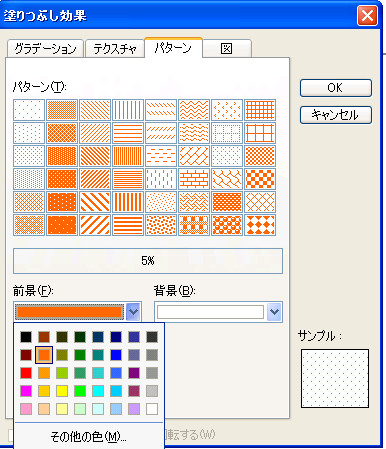 塗りつぶし効果
グラデーション テクスチャ パターン 図
パターン(T):
OK
キャンセル
5%
前景(F): 背景(B):
サンプル:
その他の色(M)...
転する(W)